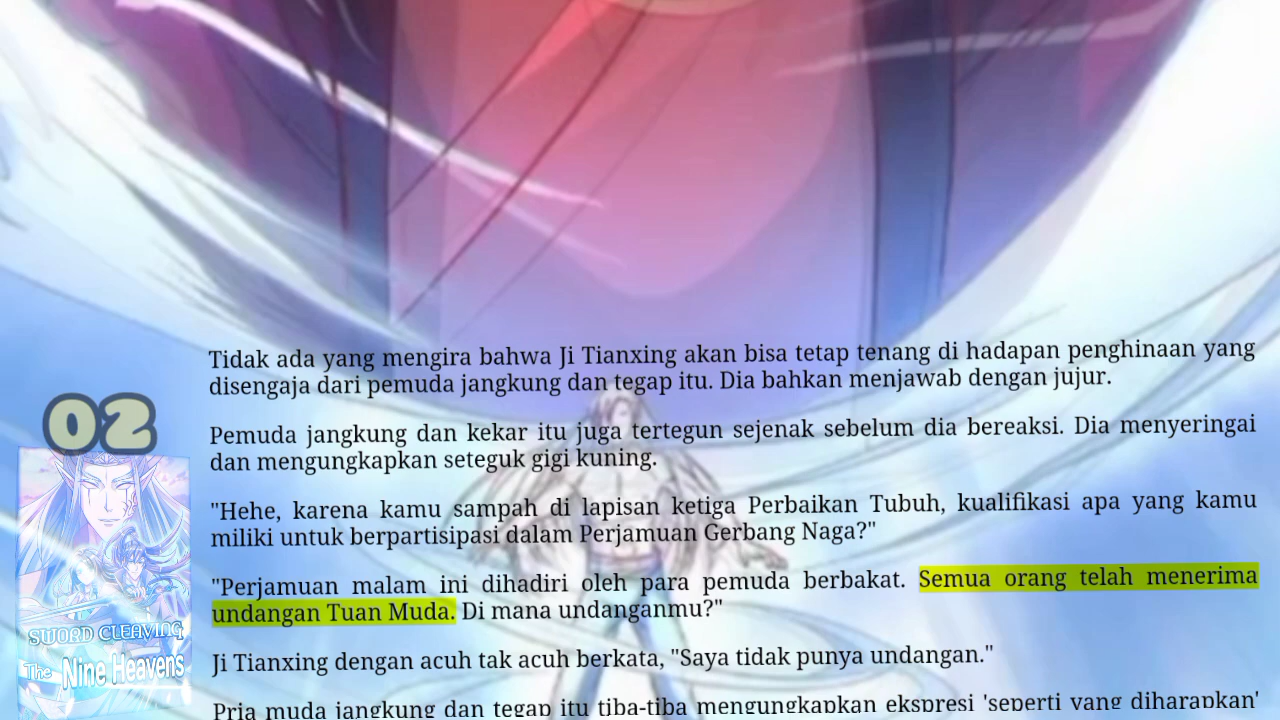 Tidak ada yang mengira bahwa Ji Tianxing akan bisa tetap tenang di hadapan penghinaan yang
disengaja dari pemuda jangkung dan tegap itu. Dia bahkan menjawab dengan jujur.
Pemuda jangkung dan kekar itu juga tertegun sejenak sebelum dia bereaksi. Dia menyeringai
dan mengungkapkan seteguk gigi kuning.
"Hehe, karena kamu sampah di lapisan ketiga Perbaikan Tubuh, kualifikasi apa yang kamu
miliki untuk berpartisipasi dalam Perjamuan Gerbang Naga?"
"Perjamuan malam ini dihadiri oleh para pemuda berbakat. Semua orang telah menerima
undangan Tuan Muda. Di mana undanganmu?"
Ji Tianxing dengan acuh tak acuh berkata, "Saya tidak punya undangan."
Pria muda jangkung dan tegap itu tiba-tiba mengungkapkan ekspresi 'seperti yang diharapkan'
02
SWORD CLEAVING
The Nine Heavens